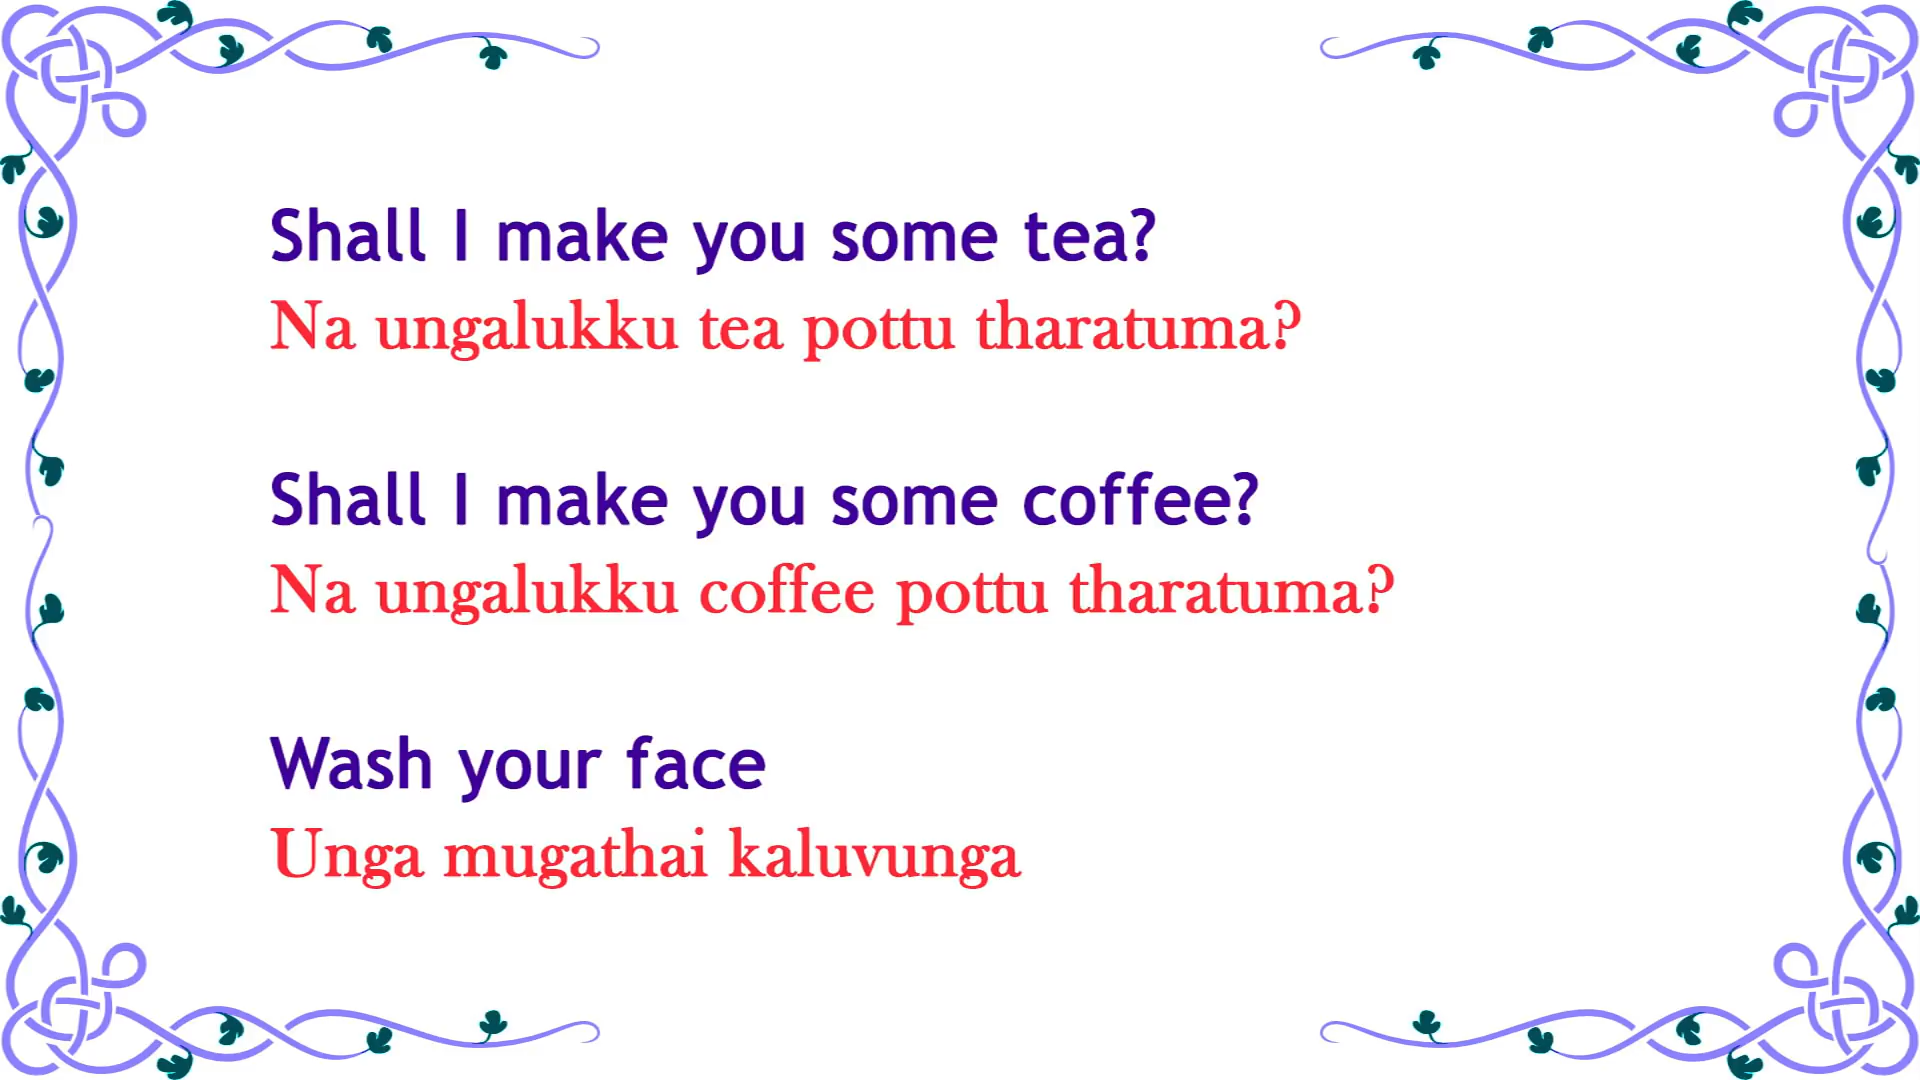 Shall I make you some tea?
Na ungalukku tea pottu tharatuma?
Shall I make you some coffee?
Na ungalukku coffee pottu tharatuma?
Wash your face
Unga mugathai kaluvunga